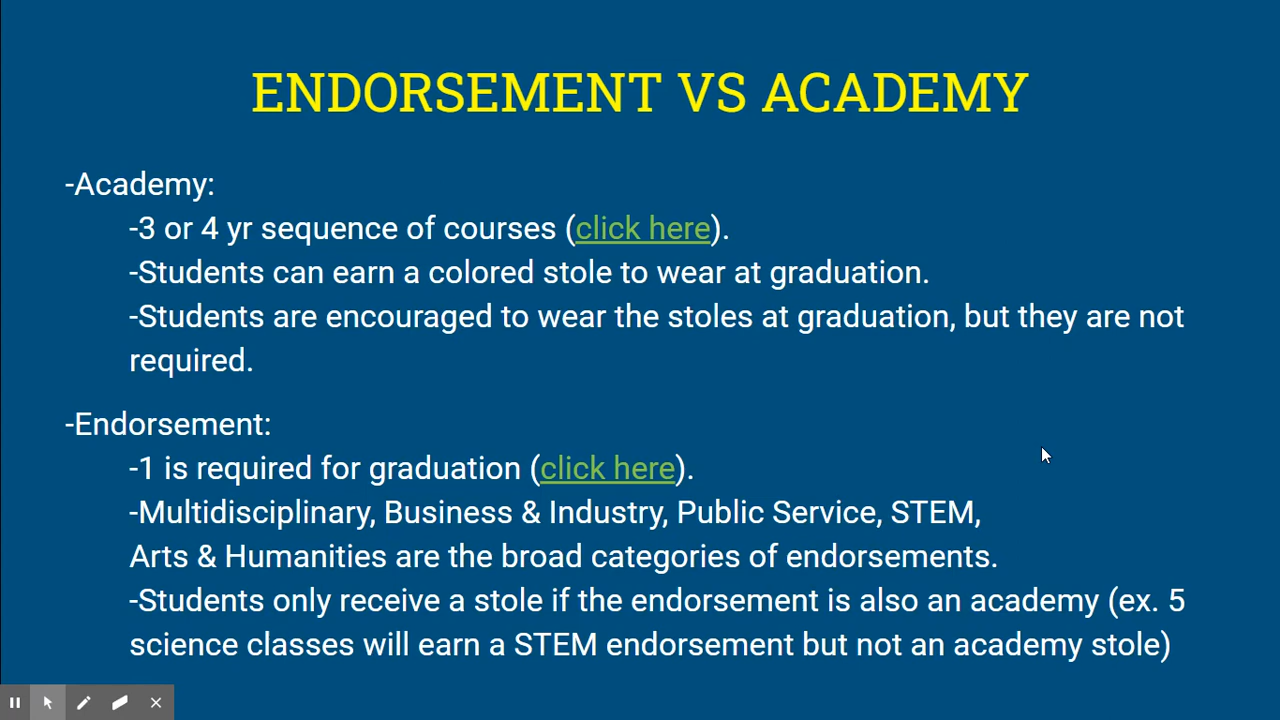 ENDORSEMENT VS ACADEMY
-Academy:
-3 or 4 yr sequence of courses (click here).
-Students can earn a colored stole to wear at graduation.
-Students are encouraged to wear the stoles at graduation, but they are not
required.
-Endorsement:
-1 is required for graduation (click here).
-Multidisciplinary, Business & Industry, Public Service, STEM,
Arts & Humanities are the broad categories of endorsements.
-Students only receive a stole if the endorsement is also an academy (ex. 5
science classes will earn a STEM endorsement but not an academy stole)